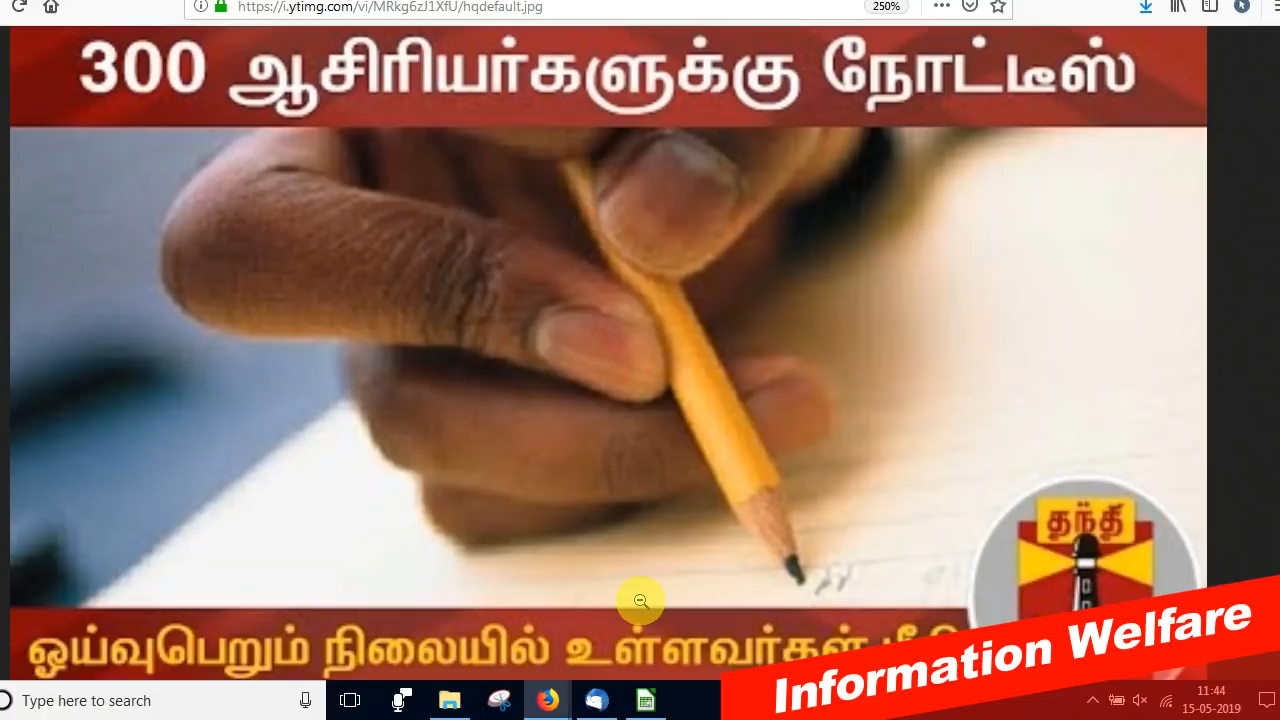 https://i.ytimg.com/vi/MRkg6zJ1XfU/hqdefault.jpg
250%
300 ஆசிரியர்களுக்கு நோட்டீஸ்
தந்தி
ஓய்வுபெறும் நிலையில் உள்ளவர்கள்
Information Welfare
Type here to search
11:44
15-05-2019